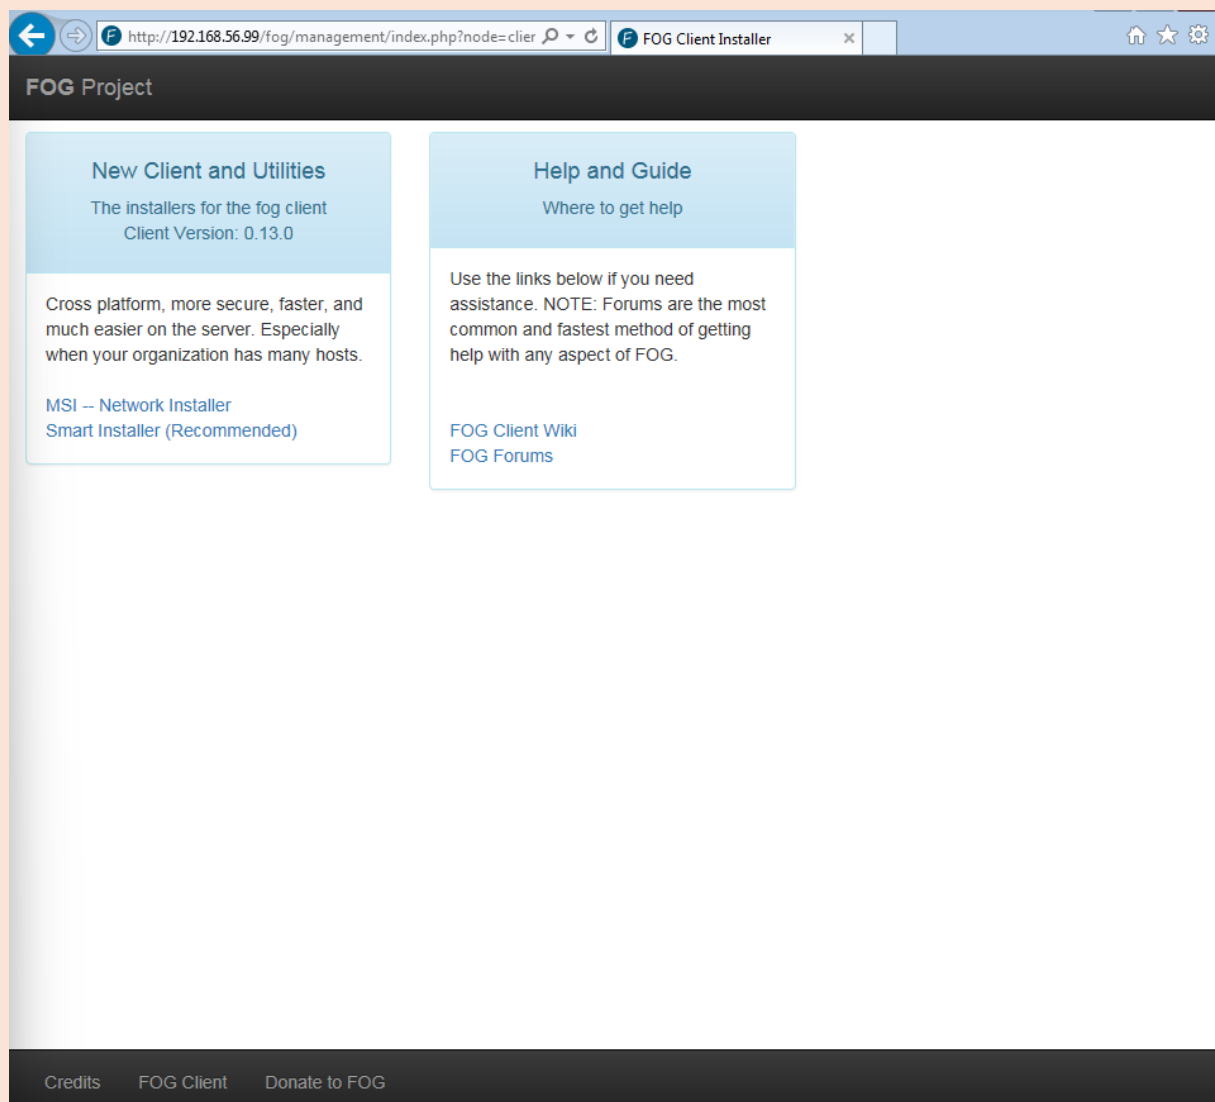 http://192.168.56.99/fog/management/index.php?node=clier
FOG Client Installer
FOG Project
New Client and Utilities
The installers for the fog client
Client Version: 0.13.0
Cross platform, more secure, faster, and
much easier on the server. Especially
when your organization has many hosts.
MSI -- Network Installer
Smart Installer (Recommended)
Help and Guide
Where to get help
Use the links below if you need
assistance. NOTE: Forums are the most
common and fastest method of getting
help with any aspect of FOG.
FOG Client Wiki
FOG Forums
Credits FOG Client Donate to FOG